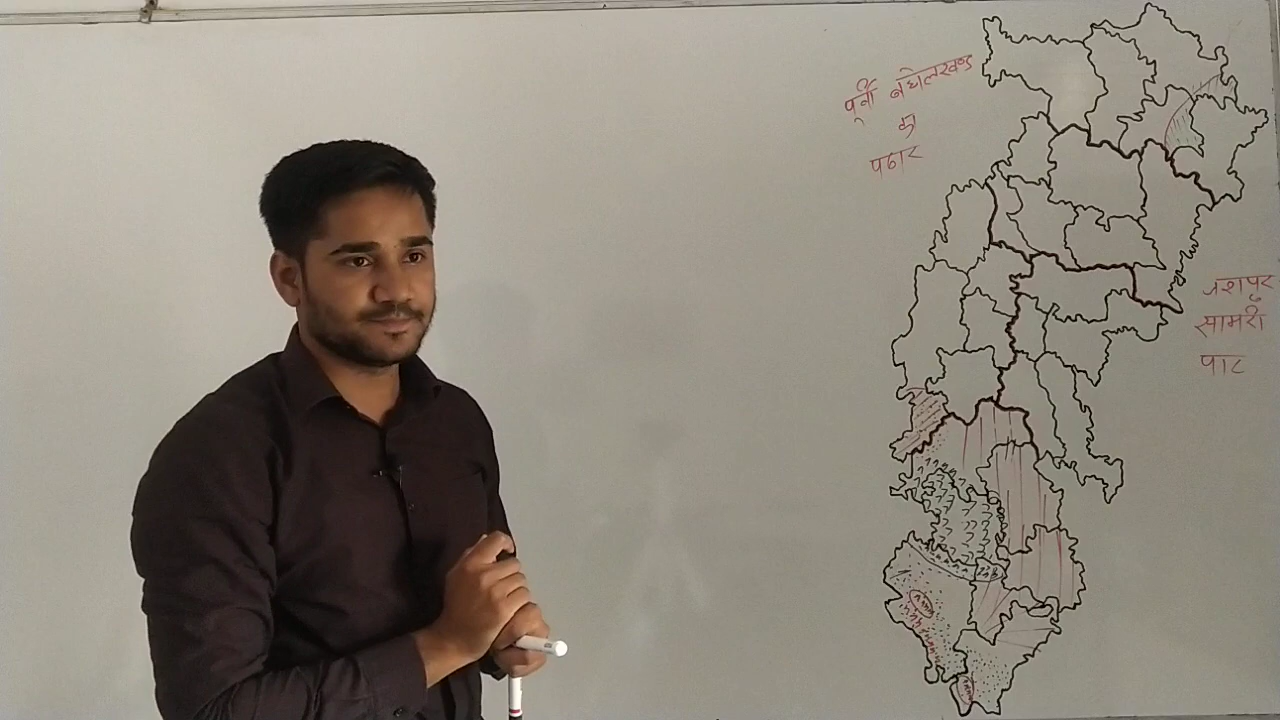 पूर्वी बघेलखण्ड
का
पठार
जशपुर
सामरी
पाट